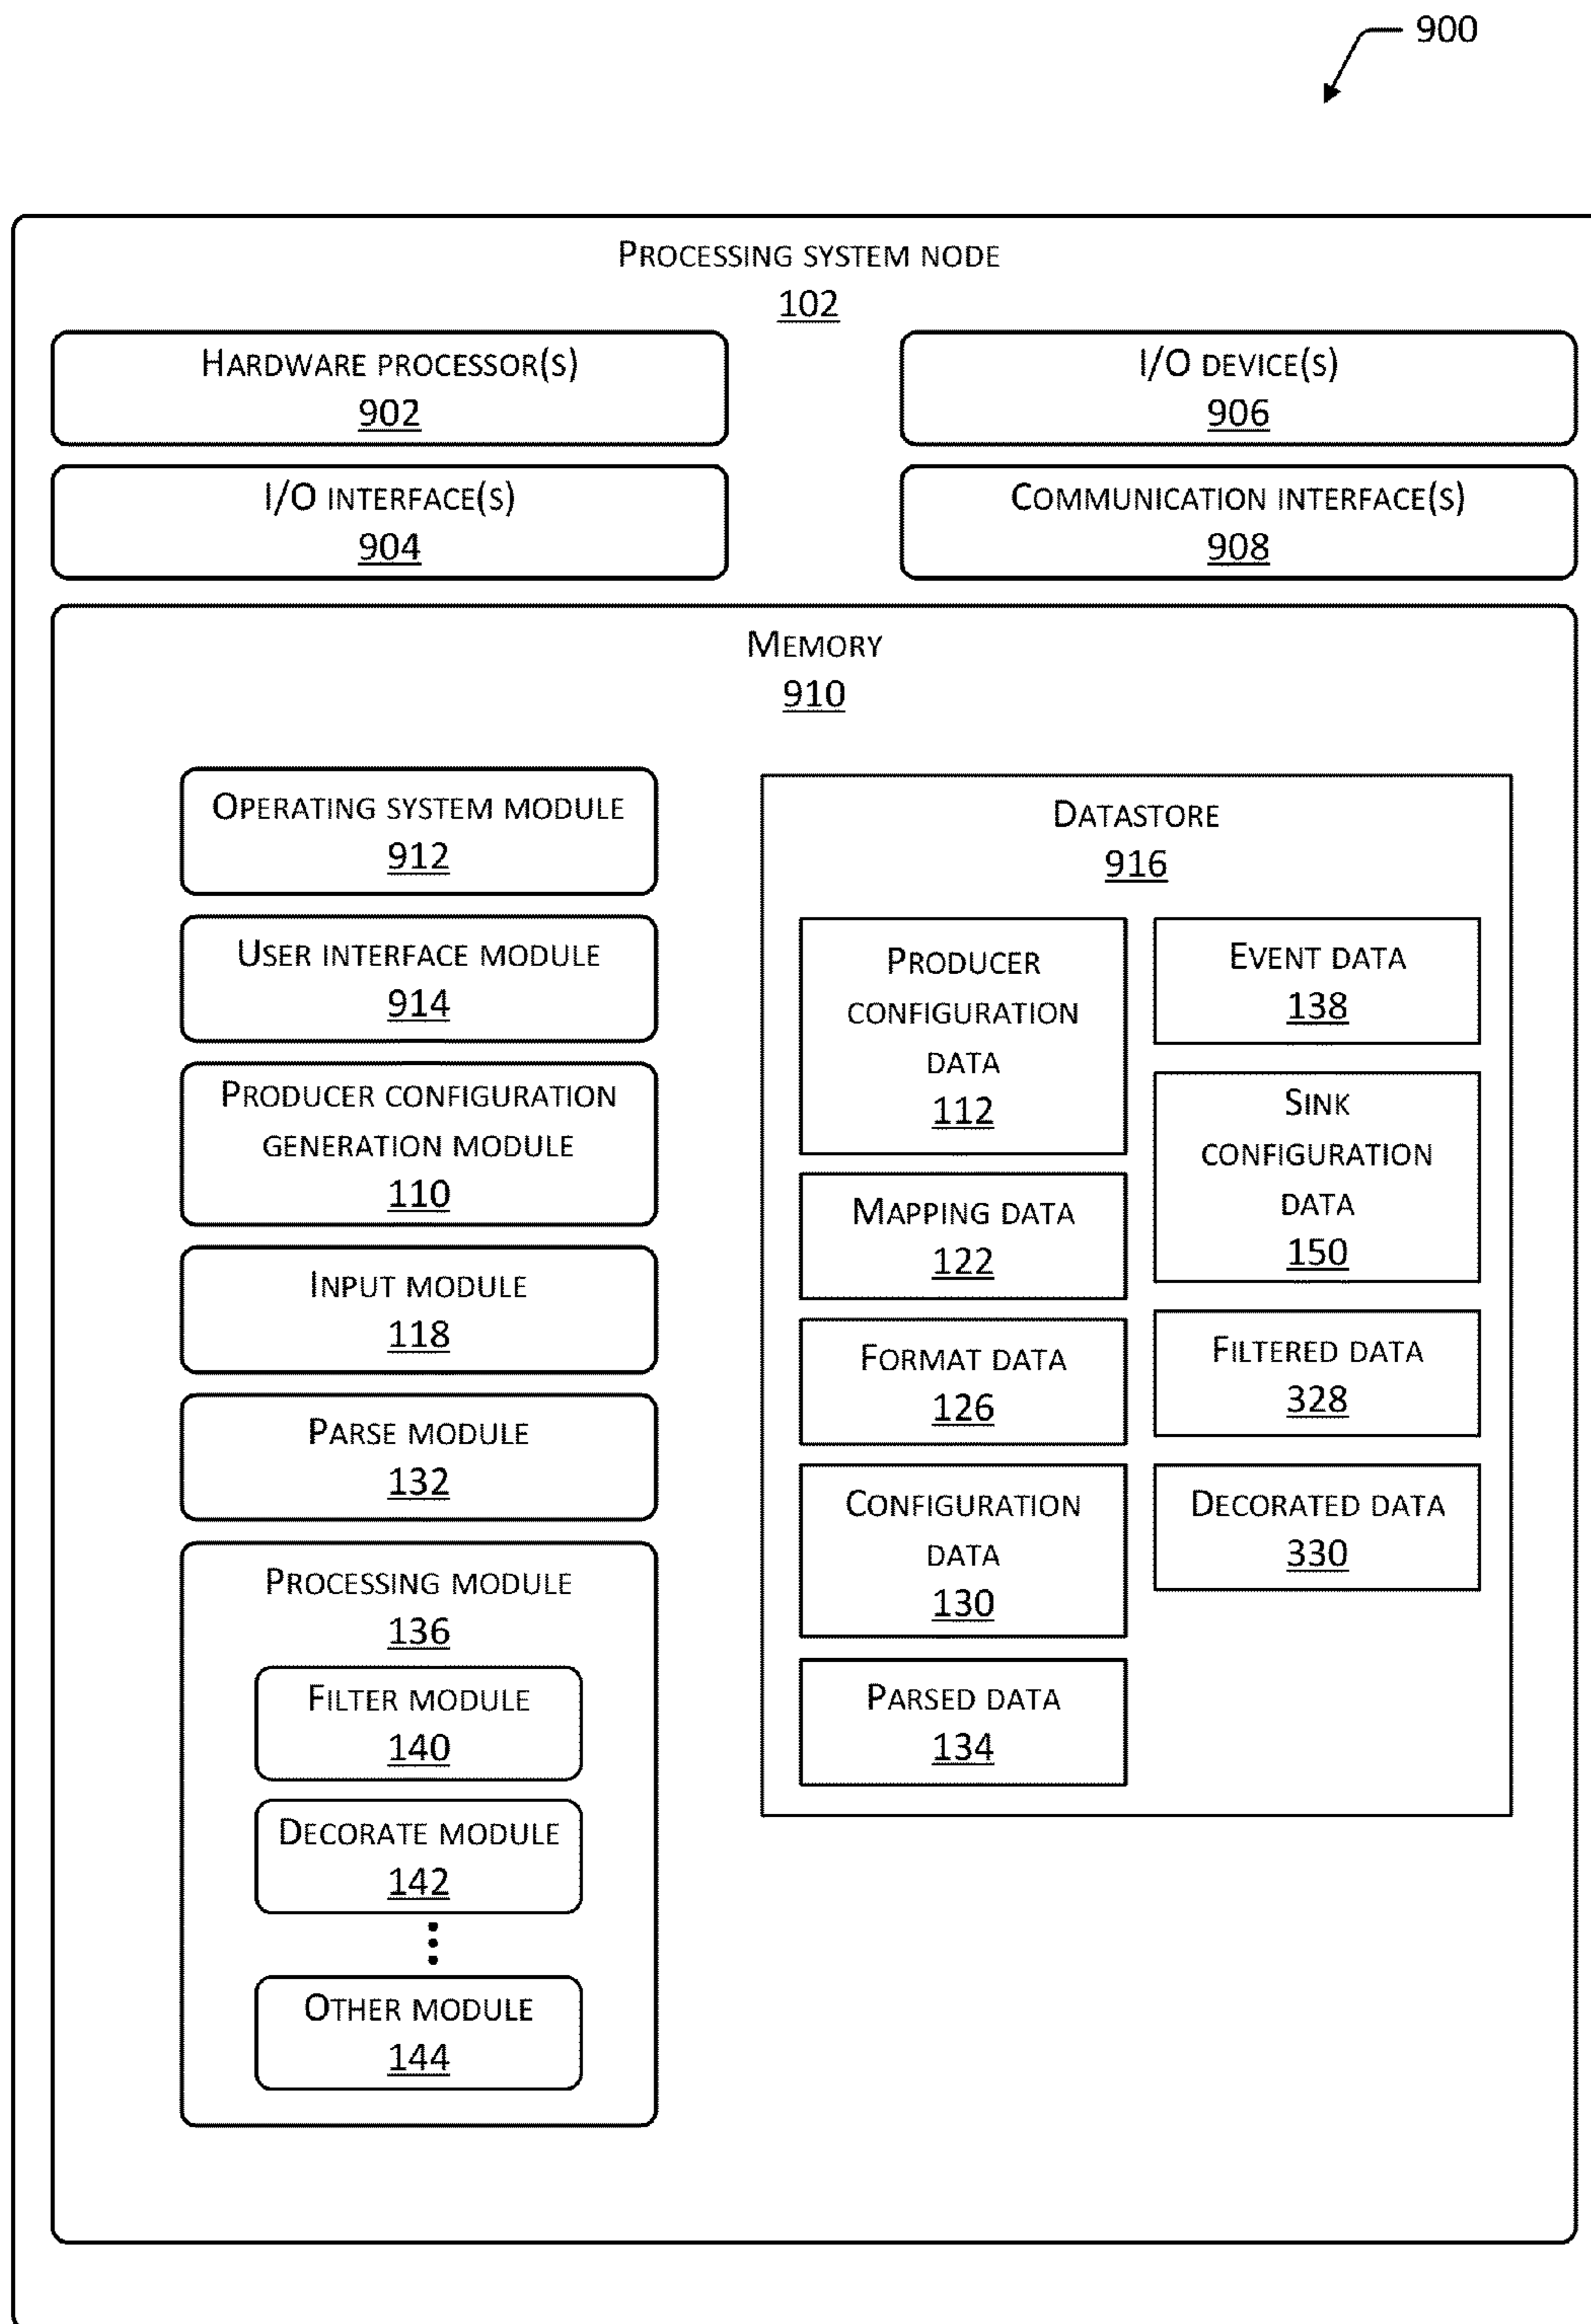 900
PROCESSING SYSTEM NODE
102
HARDWARE PROCESSOR(S)
902
I/O DEVICE(S)
906
I/O INTERFACE(S)
904
COMMUNICATION INTERFACE(S)
908
MEMORY
910
OPERATING SYSTEM MODULE
912
USER INTERFACE MODULE
914
PRODUCER CONFIGURATION
GENERATION MODULE
110
INPUT MODULE
118
PARSE MODULE
132
PROCESSING MODULE
136
FILTER MODULE
140
DECORATE MODULE
142
OTHER MODULE
144
DATASTORE
916
PRODUCER
CONFIGURATION
DATA
112
MAPPING DATA
122
FORMAT DATA
126
CONFIGURATION
DATA
130
PARSED DATA
134
EVENT DATA
138
SINK
CONFIGURATION
DATA
150
FILTERED DATA
328
DECORATED DATA
330